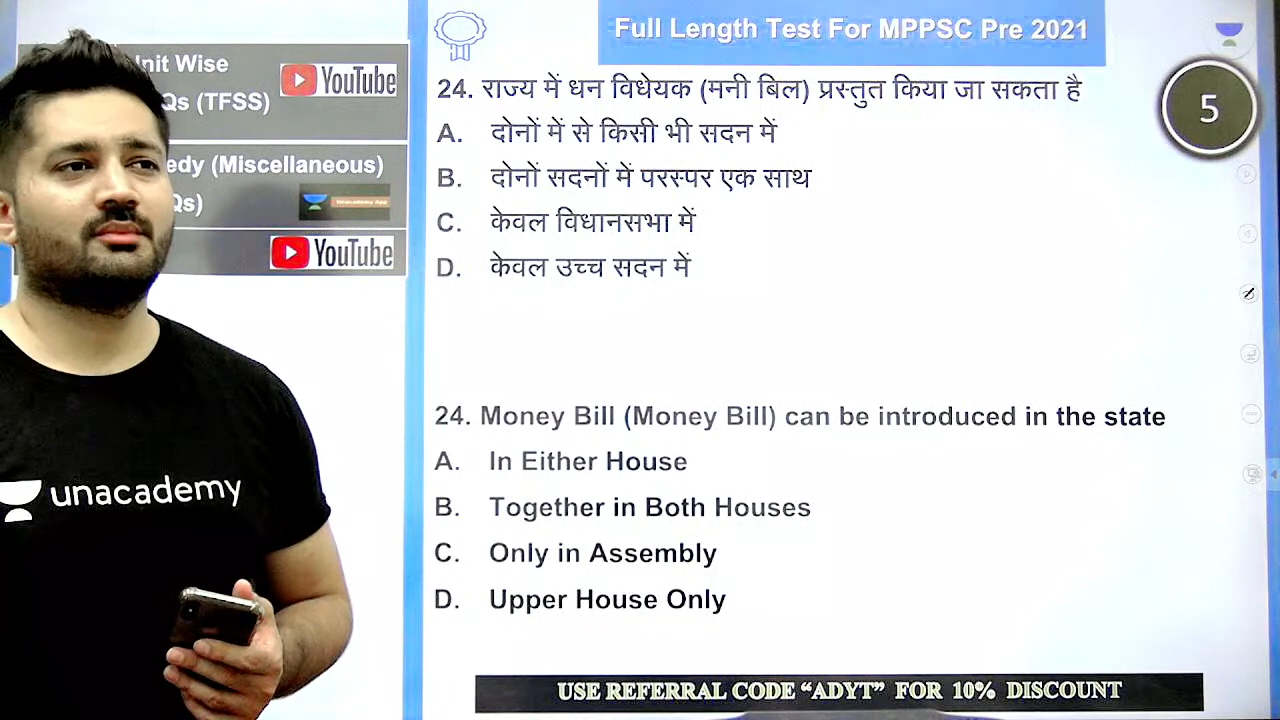 Full Length Test For MPPSC Pre 2021
Unit Wise
Qs (TFSS)
YouTube
edy (Miscellaneous)
Qs)
Unacademy App
YouTube
5
24. राज्य में धन विधेयक (मनी बिल) प्रस्तुत किया जा सकता है
A. दोनों में से किसी भी सदन में
B. दोनों सदनों में परस्पर एक साथ
C. केवल विधानसभा में
D. केवल उच्च सदन में
24. Money Bill (Money Bill) can be introduced in the state
A. In Either House
B. Together in Both Houses
C. Only in Assembly
D. Upper House Only
unacademy
USE REFERRAL CODE “ADYT” FOR 10% DISCOUNT